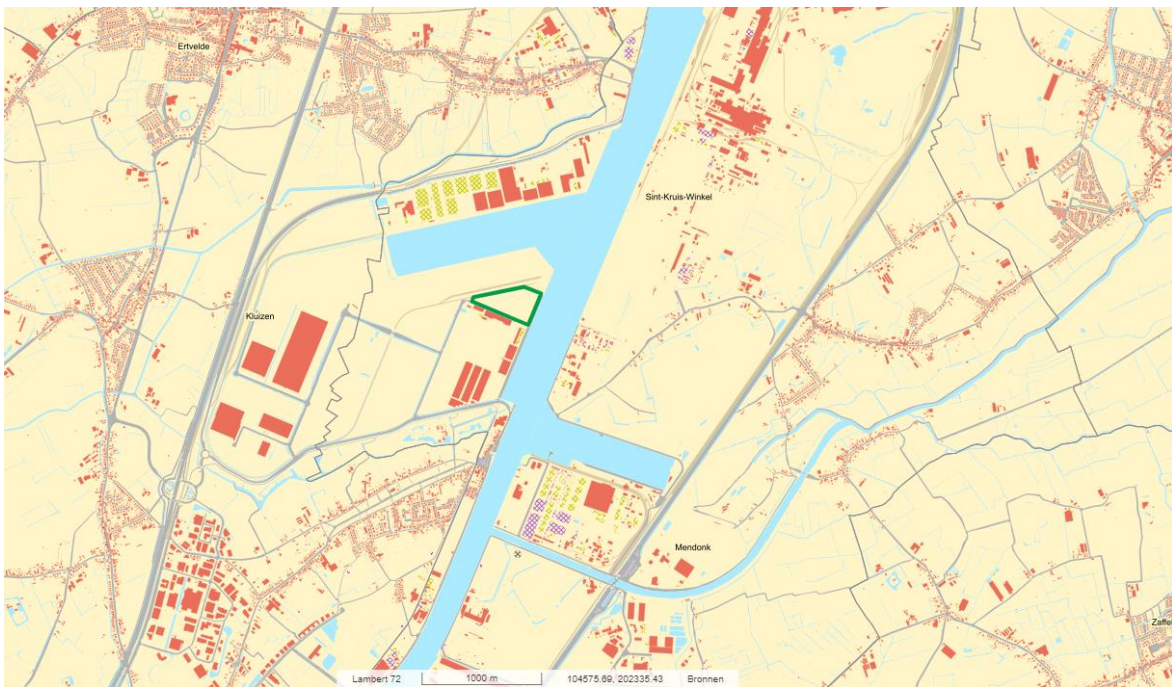 Ertvelde
Sint-Kruis-Winkel
Kluizen
Mendonk
Zaffel
Lambert 72 1000 m 104575,69, 202335.43 Bronnen